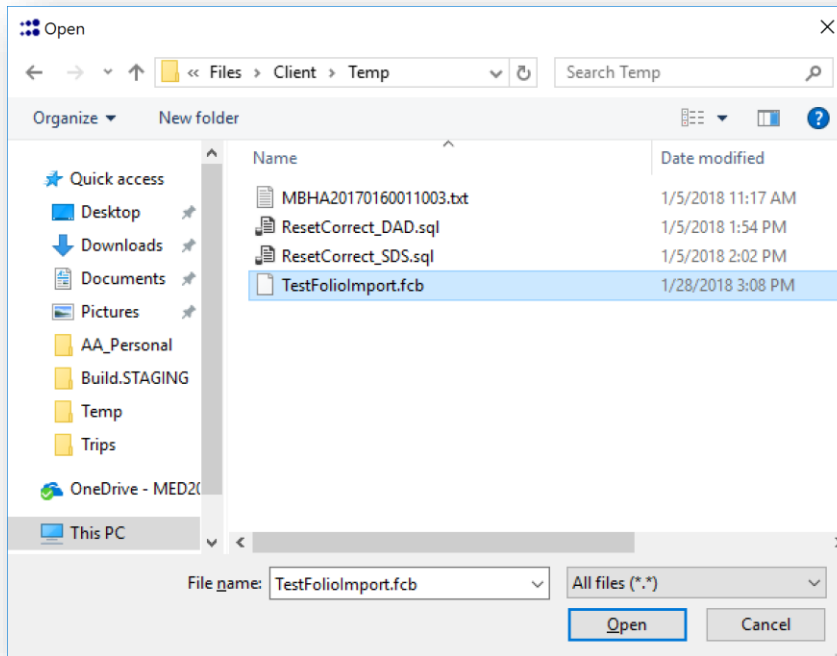 Open
« Files > Client > Temp
Search Temp
Organize
New folder
Name
Date modified
Quick access
Desktop
Downloads
Documents
Pictures
AA_Personal
Build.STAGING
Temp
Trips
OneDrive - MED20
This PC
MBHA20170160011003.txt 1/5/2018 11:17 AM
ResetCorrect_DAD.sql 1/5/2018 1:54 PM
ResetCorrect_SDS.sql 1/5/2018 2:02 PM
TestFolioImport.fcb 1/28/2018 3:08 PM
File name: TestFolioImport.fcb
All files (*.*)
Open
Cancel